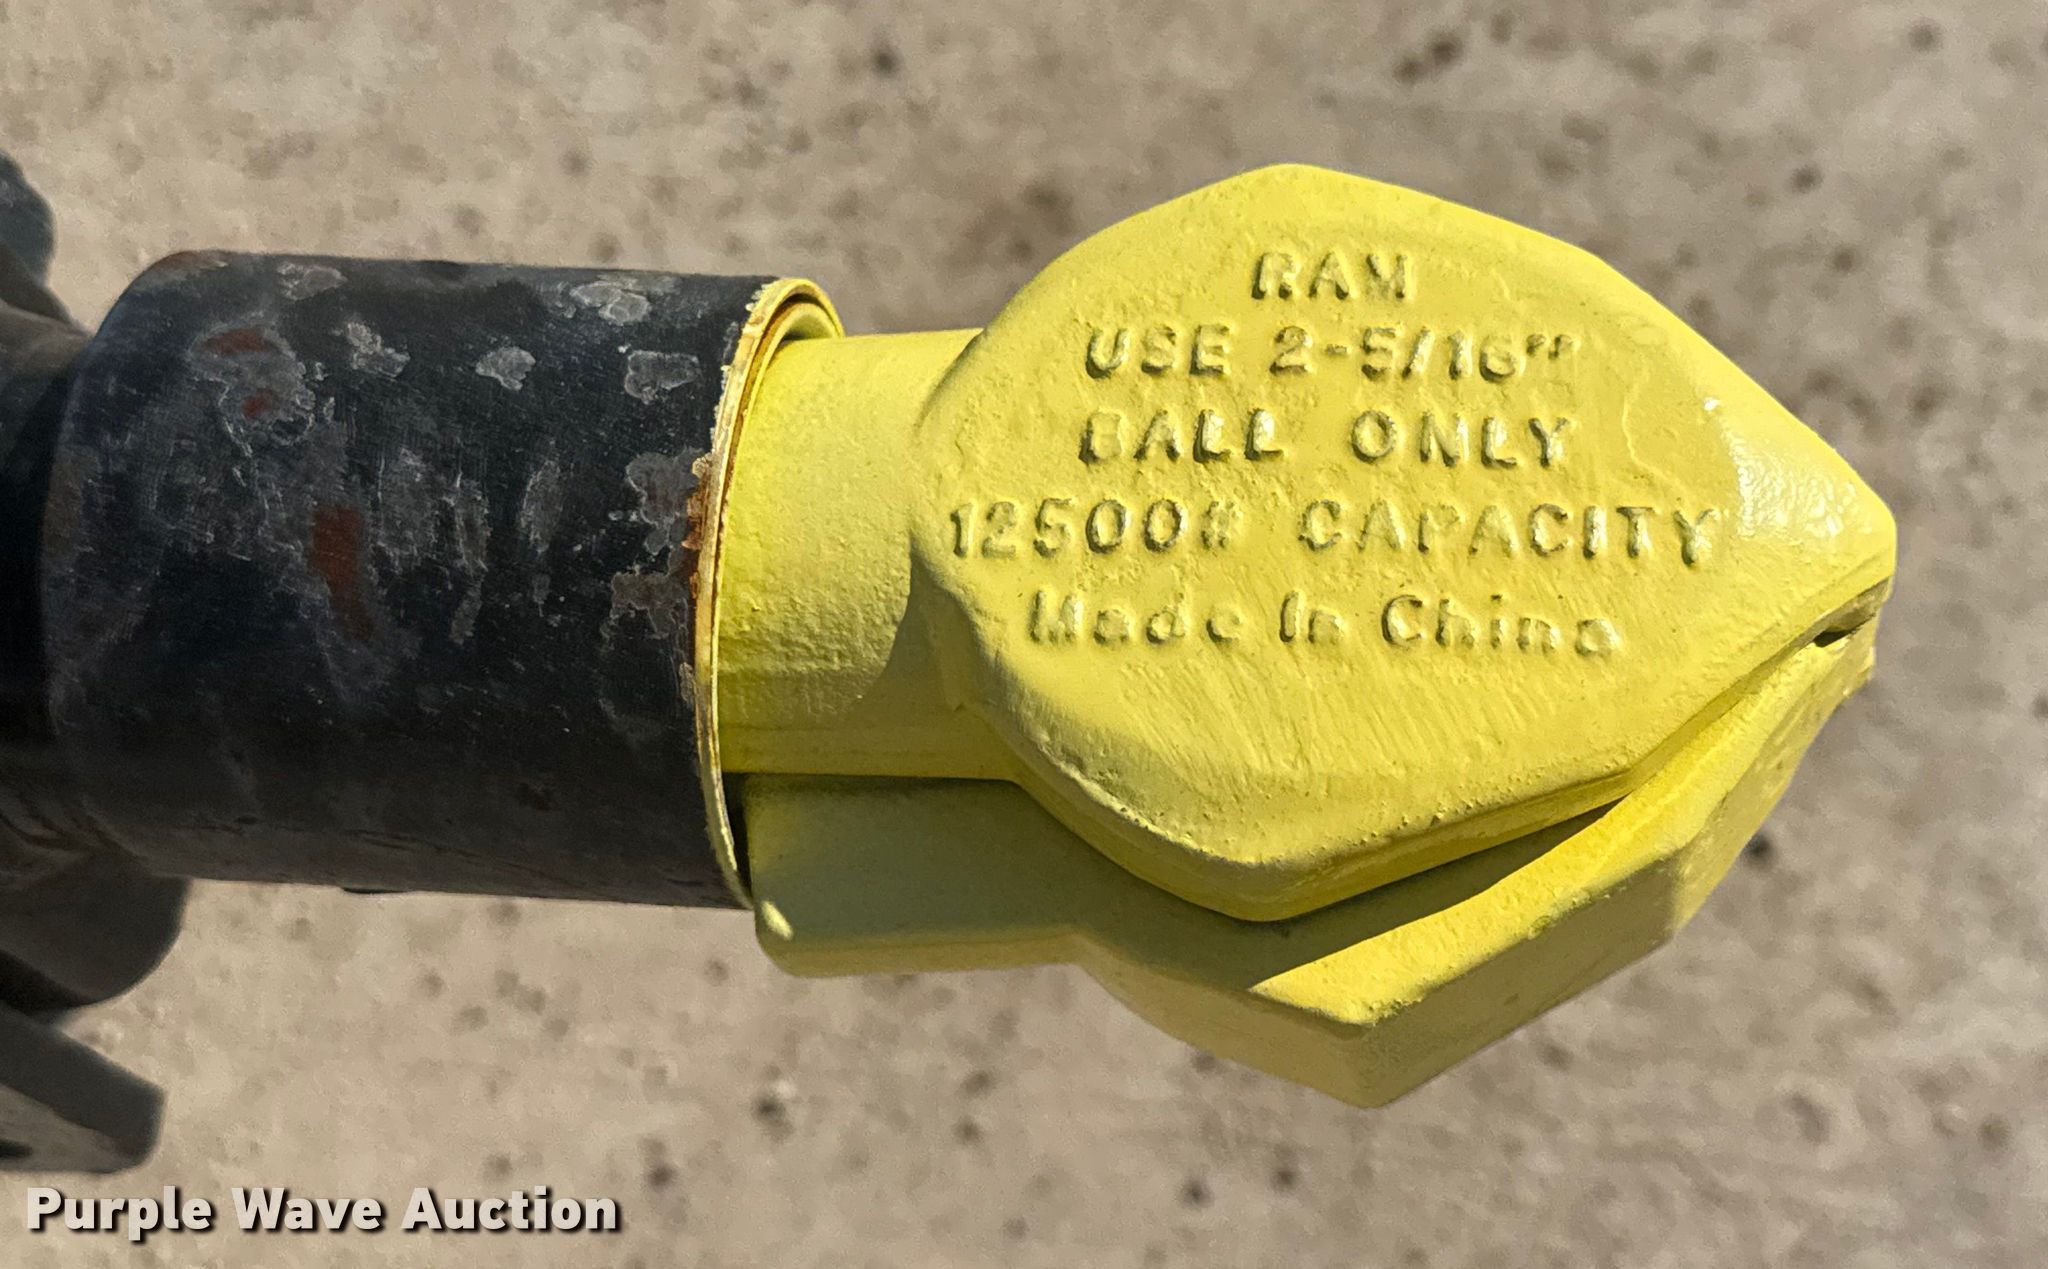 RAM
USE 2-5/16"
BALL ONLY
12500# CAPACITY
Made In China
Purple Wave Auction